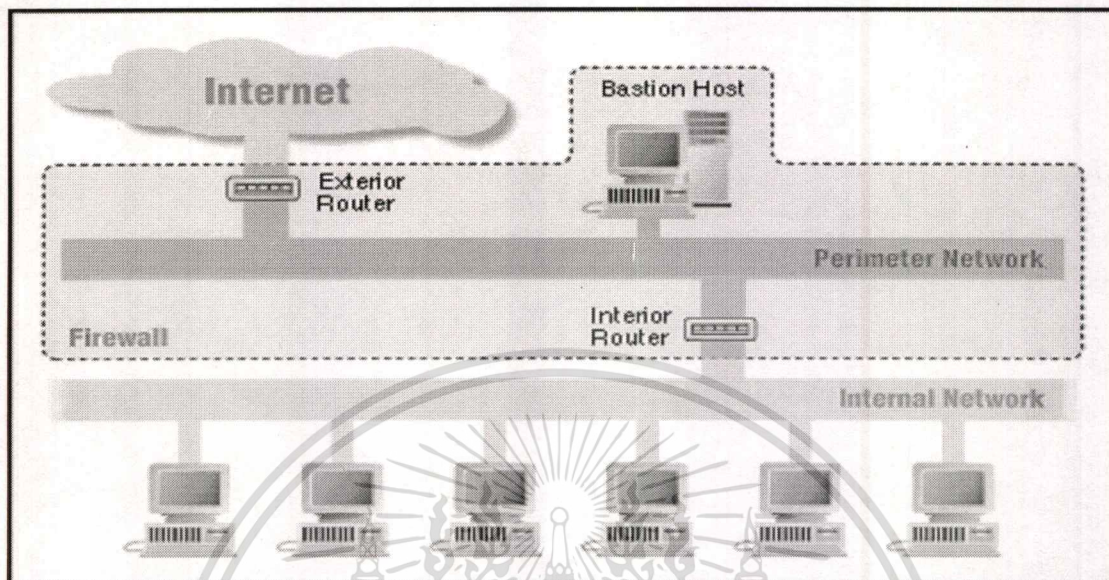 Internet
Bastion Host
Exterior
Router
Perimeter Network
Interior
Router
Firewall
Internal Network